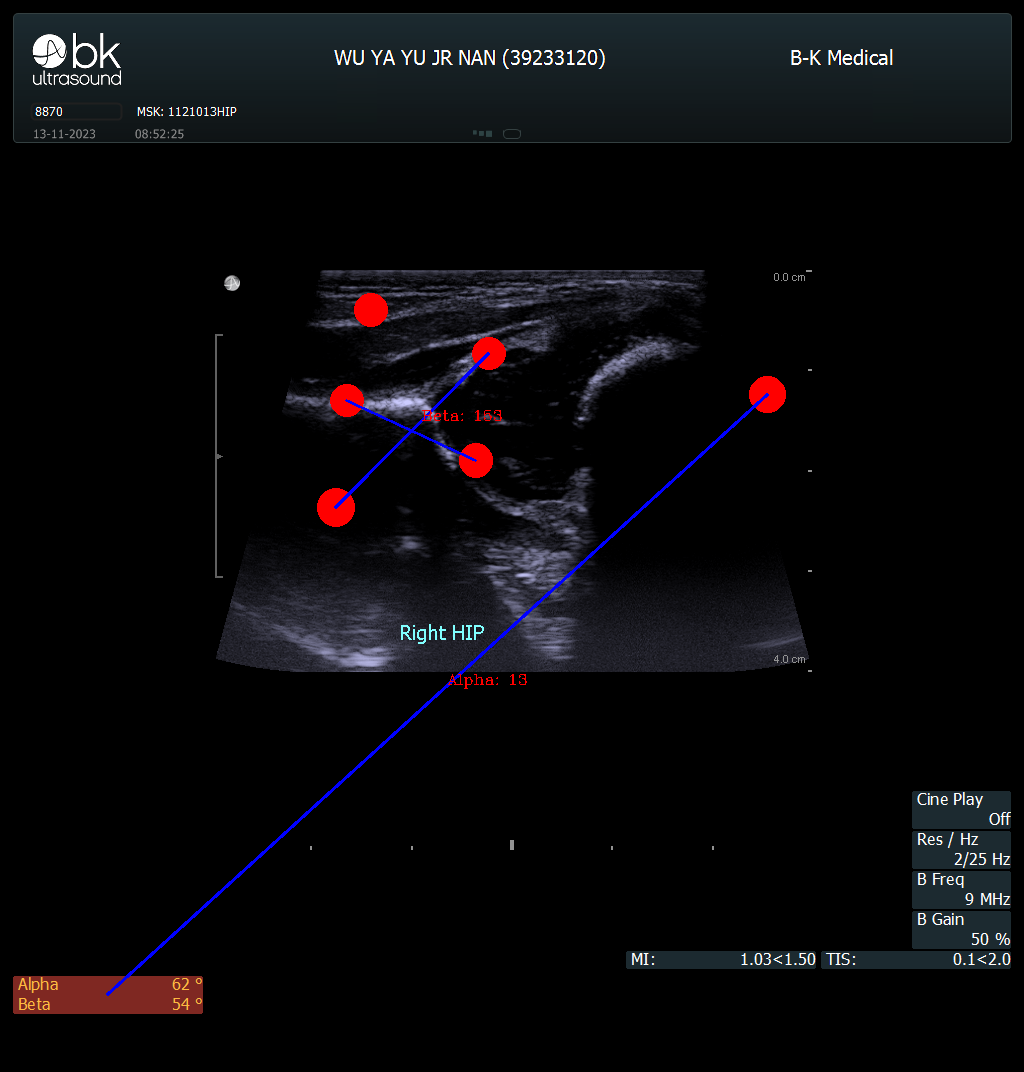 bk
ultrasound
WU YA YU JR NAN (39233120)
B-K Medical
8870
MSK: 1121013HIP
13-11-2023
08:52:25
0.0 cm
Beta: 153
Right HIP
4.0 cm
Alpha: 13
Cine Play
Off
Res / Hz
2/25 Hz
B Freq
9 MHz
B Gain
50 %
MI: 1.03<1.50
TIS: 0.1<2.0
Alpha 62 º
Beta 54 º